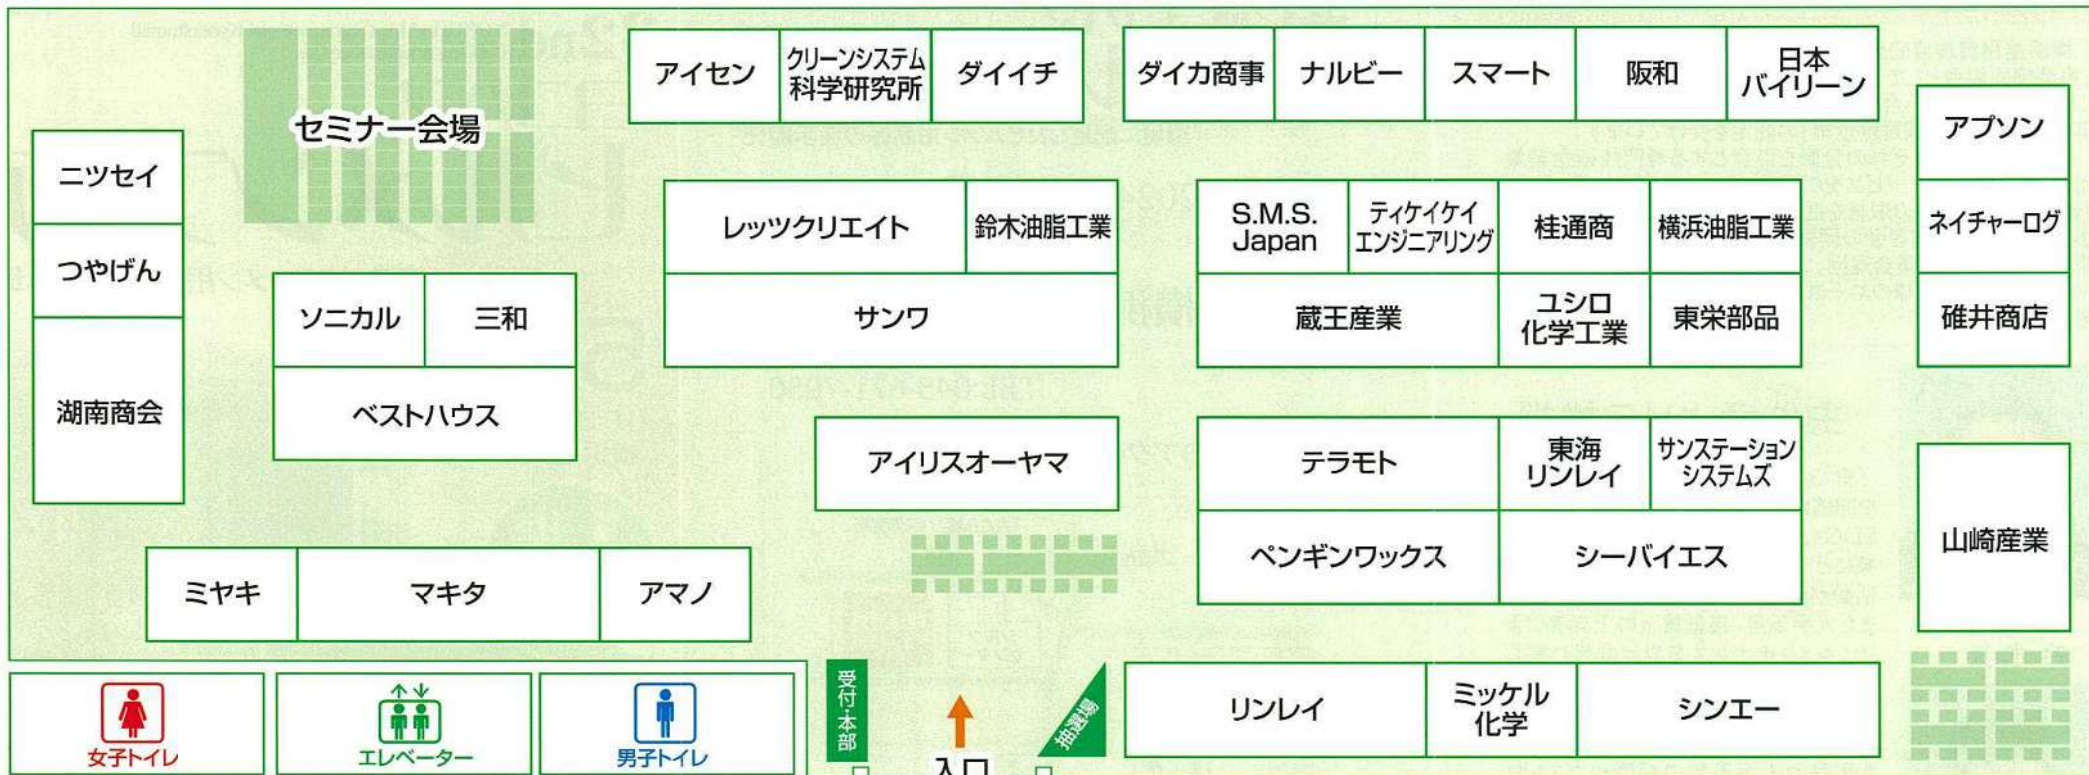 アイセン
クリーンシステム
科学研究所
ダイイチ
ダイカ商事
ナルビー
スマート
阪和
日本
バイリーン
セミナー会場
アプソン
ニツセイ
レッツクリエイト
鈴木油脂工業
S.M.S.
Japan
ティケイケイ
エンジニアリング
桂通商
横浜油脂工業
ネイチャーログ
つやげん
ソニカル
三和
サンワ
蔵王産業
ユシロ
化学工業
東栄部品
碓井商店
湖南商会
ベストハウス
アイリスオーヤマ
テラモト
東海
リンレイ
サンステーション
システムズ
ペンギンワックス
シーバイエス
山崎産業
ミヤキ
マキタ
アマノ
女子トイレ
エレベーター
男子トイレ
受付・本部
入口
抽選場
リンレイ
ミッケル
化学
シンエー